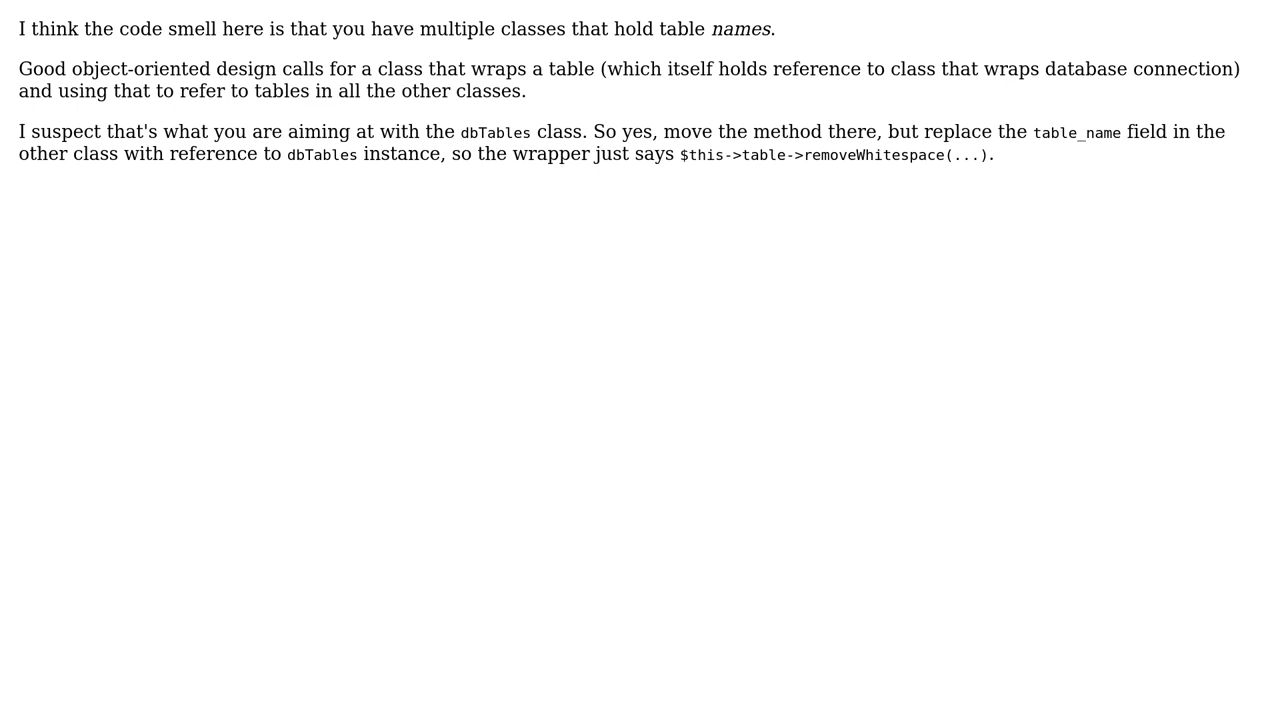 I think the code smell here is that you have multiple classes that hold table names.
Good object-oriented design calls for a class that wraps a table (which itself holds reference to class that wraps database connection)
and using that to refer to tables in all the other classes.
I suspect that's what you are aiming at with the dbTables class. So yes, move the method there, but replace the table_name field in the
other class with reference to dbTables instance, so the wrapper just says $this->table->removeWhitespace(...).